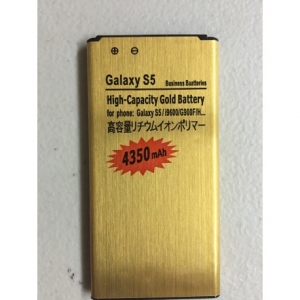 Galaxy S5
Business Buatteries
High-Capacity Gold Battery
for phone: Galaxy S5 / i9600/G900F/H...
高容量リチウムイオンポリマー
4350mAh